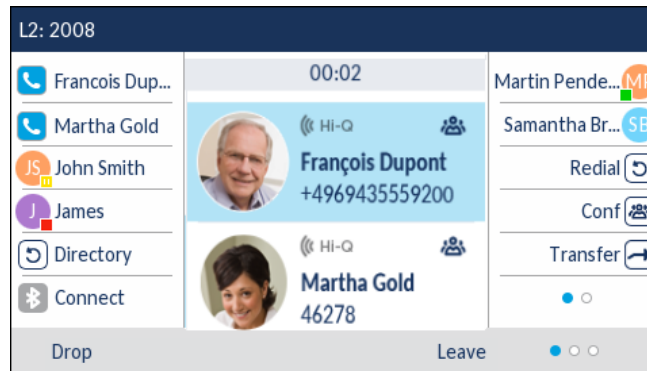 L2: 2008
Francois Dup...
Martha Gold
JS John Smith
J James
Directory
Connect
00:02
Hi-Q
François Dupont
+4969435559200
Hi-Q
Martha Gold
46278
Martin Pende... MP
Samantha Br... SB
Redial
Conf
Transfer
Drop
Leave